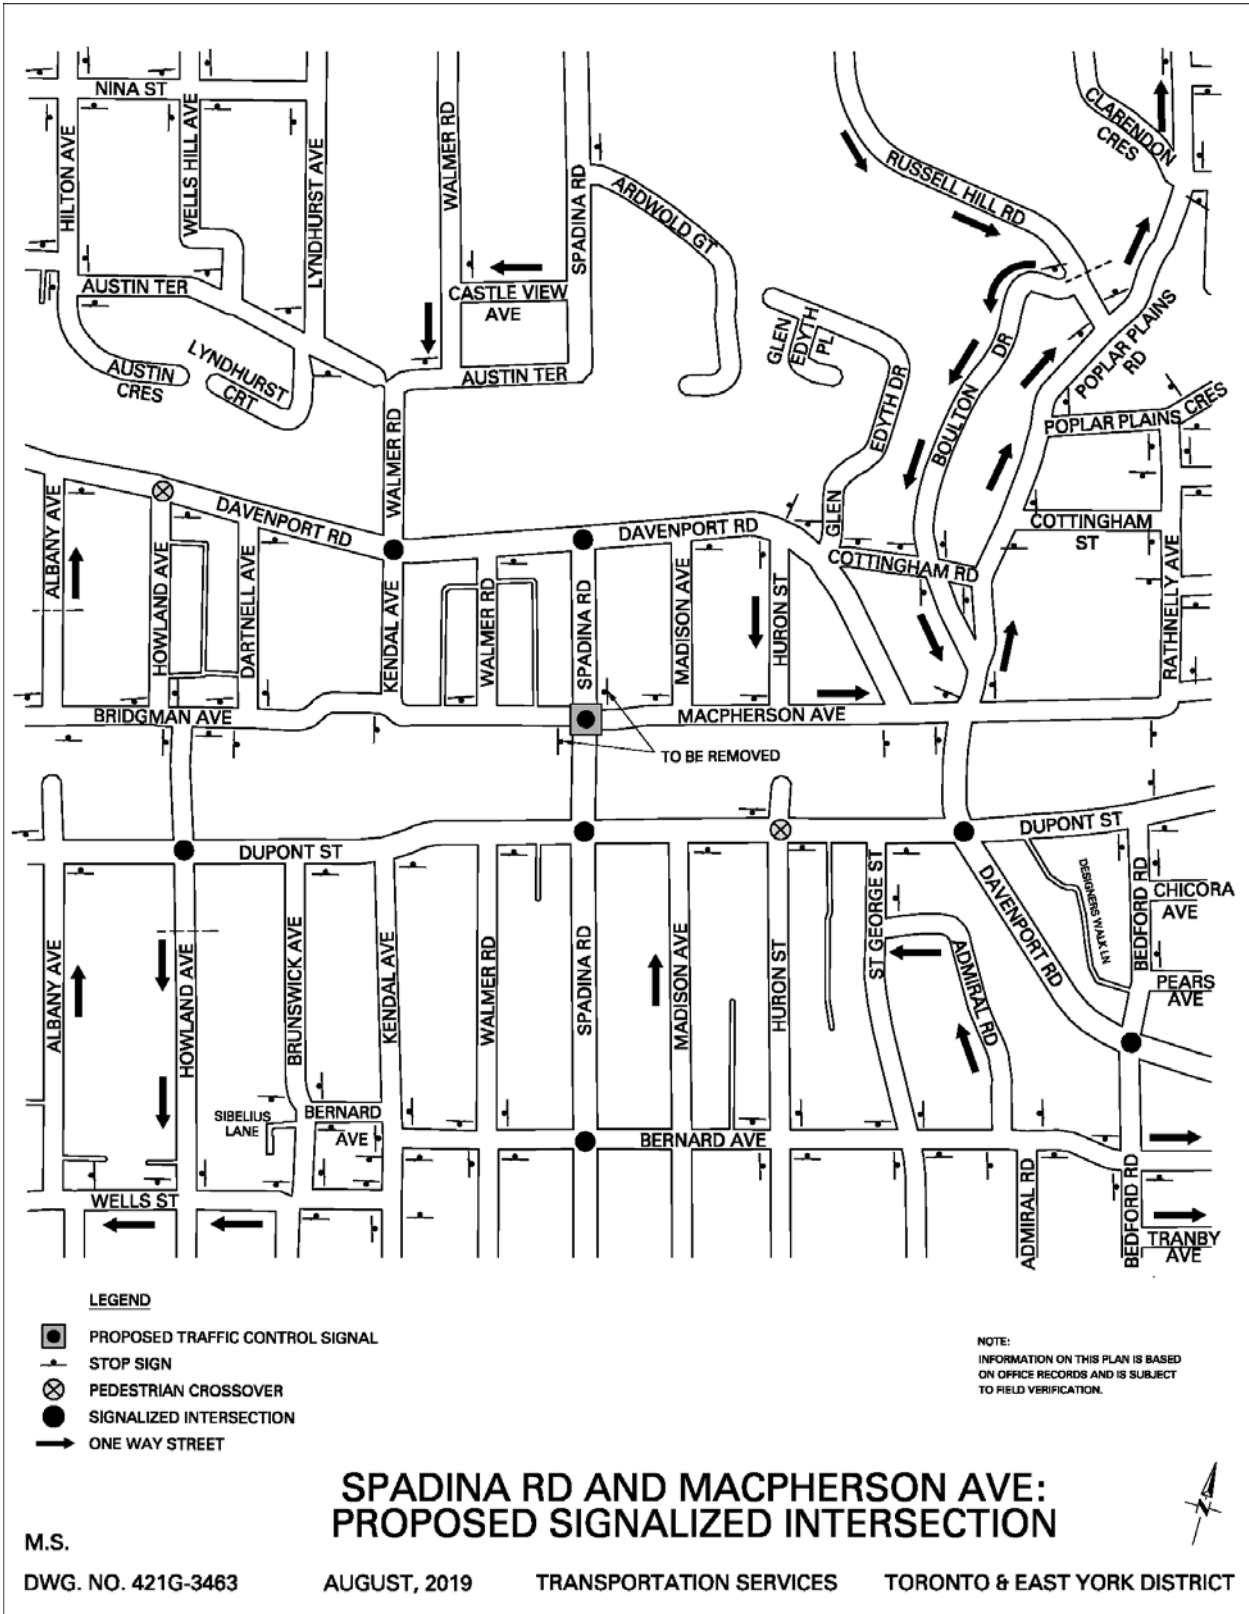 NINA ST
HILTON AVE
WELLS HILL AVE
LYNDHURST AVE
WALMER RD
SPADINA RD
ARDWOLD GT
RUSSELL HILL RD
CLARENDON
CRES
AUSTIN TER
CASTLE VIEW
AVE
AUSTIN TER
AUSTIN
CRES
LYNDHURST
CRT
GLEN
EDYTH
PL
EDYTH DR
GLEN
BOULTON
DR
POPLAR PLAINS
RD
POPLAR PLAINS
CRES
COTTINGHAM
ST
WALMER RD
DAVENPORT RD
DAVENPORT RD
COTTINGHAM RD
ALBANY AVE
HOWLAND AVE
DARTNELL AVE
KENDAL AVE
WALMER RD
SPADINA RD
MADISON AVE
HURON ST
RATHNELLY AVE
BRIDGMAN AVE
MACPHERSON AVE
TO BE REMOVED
DUPONT ST
DUPONT ST
ALBANY AVE
HOWLAND AVE
BRUNSWICK AVE
KENDAL AVE
WALMER RD
SPADINA RD
MADISON AVE
HURON ST
ST GEORGE ST
ADMIRAL RD
DAVENPORT RD
DESIGNERS WALK LN
BEDFORD RD
CHICORA
AVE
PEARS
AVE
SIBELIUS
LANE
BERNARD
AVE
BERNARD AVE
WELLS ST
ADMIRAL RD
BEDFORD RD
TRANBY
AVE
LEGEND
PROPOSED TRAFFIC CONTROL SIGNAL
STOP SIGN
PEDESTRIAN CROSSOVER
SIGNALIZED INTERSECTION
ONE WAY STREET
NOTE:
INFORMATION ON THIS PLAN IS BASED
ON OFFICE RECORDS AND IS SUBJECT
TO FIELD VERIFICATION.
SPADINA RD AND MACPHERSON AVE:
PROPOSED SIGNALIZED INTERSECTION
N
M.S.
DWG. NO. 421G-3463
AUGUST, 2019
TRANSPORTATION SERVICES
TORONTO & EAST YORK DISTRICT